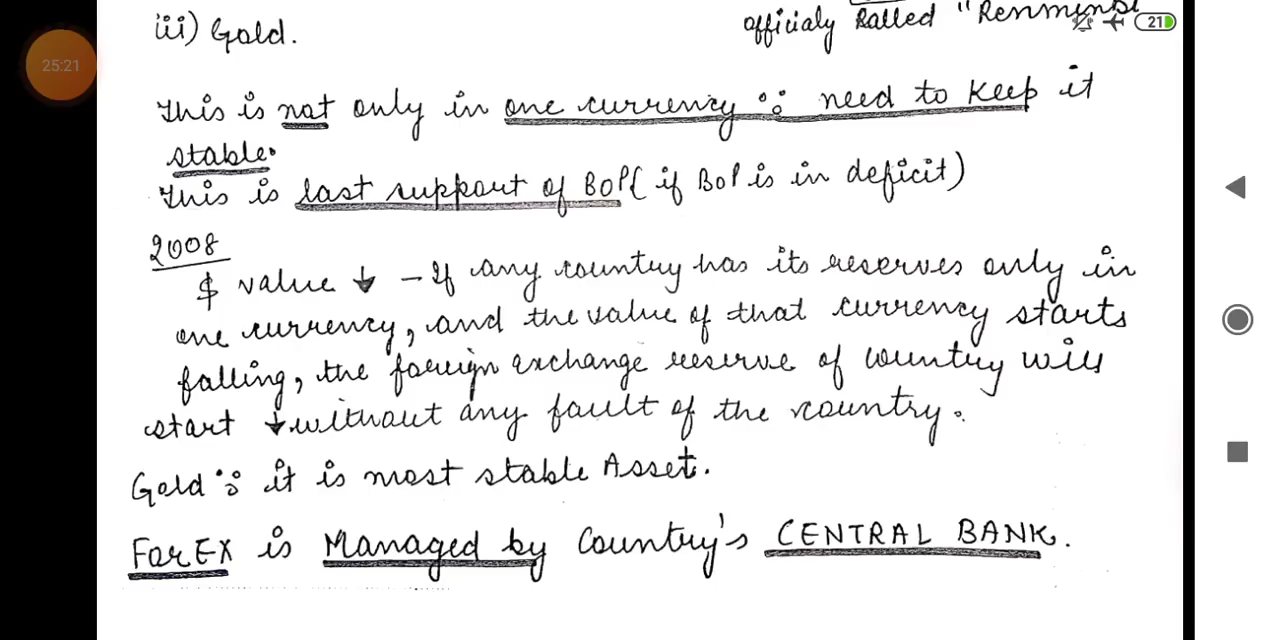 iii) Gold.
officialy called "Renminbi
21
25:21
This is not only in one currency ∵ need to keep it
stable.
This is last support of BOP( if BoP is in deficit)
2008
$ value ↓ – If any country has its reserves only in
one currency, and the value of that currency starts
falling, the foreign exchange reserve of country will
start ↓ without any fault of the country.
Gold ∵ it is most stable Asset.
ForEX is Managed by Country's CENTRAL BANK.